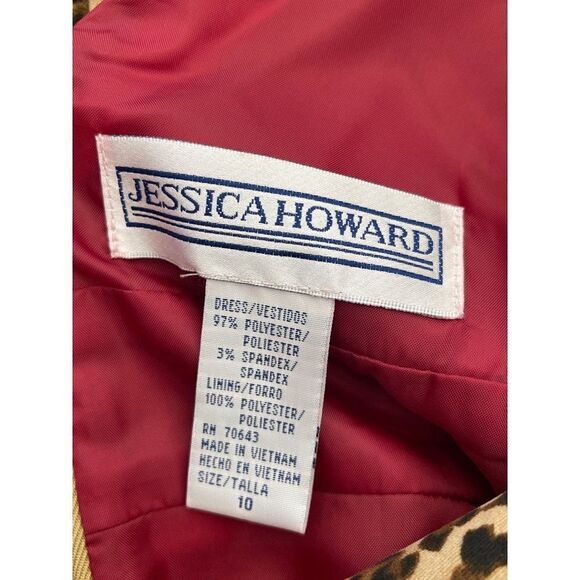 JESSICA HOWARD
DRESS/VESTIDOS
97% POLYESTER/
POLIESTER
3% SPANDEX/
SPANDEX
LINING/FORRO
100% POLYESTER/
POLIESTER
RN 70643
MADE IN VIETNAM
HECHO EN VIETNAM
SIZE/TALLA
10